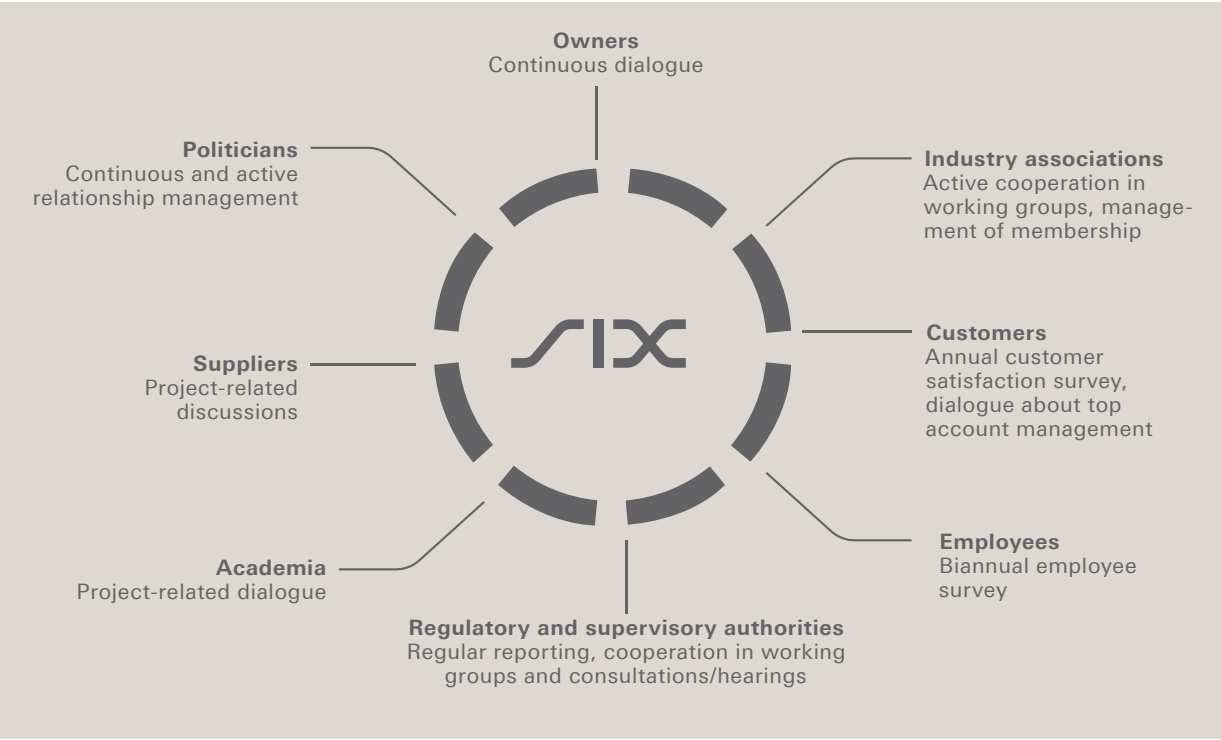 Owners
Continuous dialogue
Politicians
Continuous and active
relationship management
Industry associations
Active cooperation in
working groups, manage-
ment of membership
SIX
Customers
Annual customer
satisfaction survey,
dialogue about top
account management
Suppliers
Project-related
discussions
Employees
Biannual employee
survey
Academia
Project-related dialogue
Regulatory and supervisory authorities
Regular reporting, cooperation in working
groups and consultations/hearings